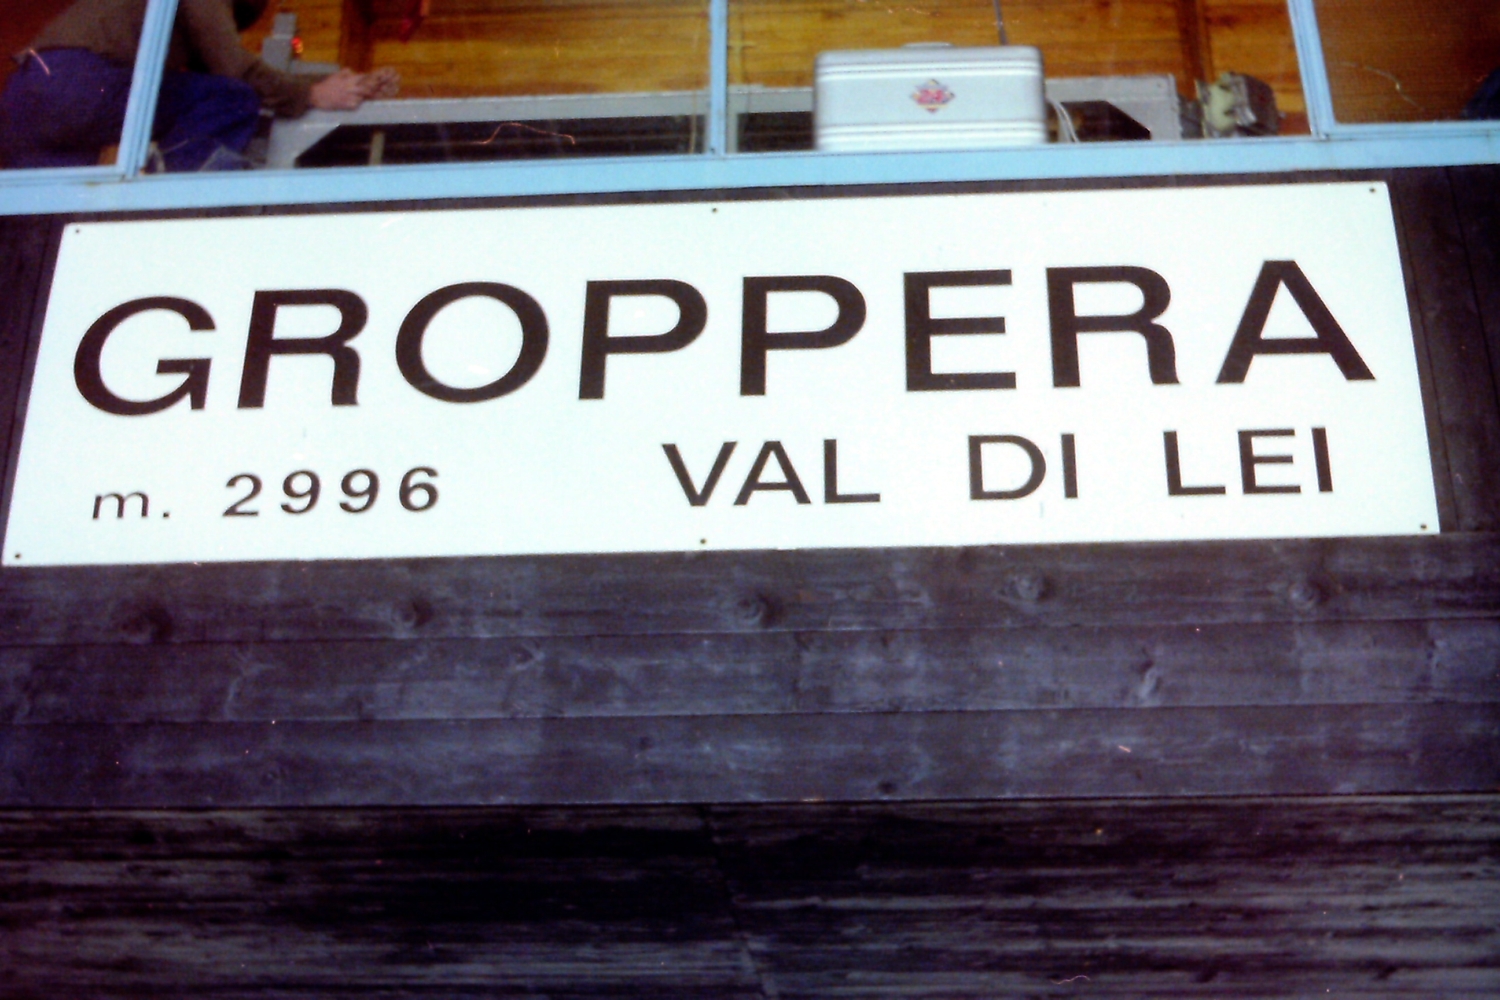 GROPPERA
m. 2996 VAL DI LEI